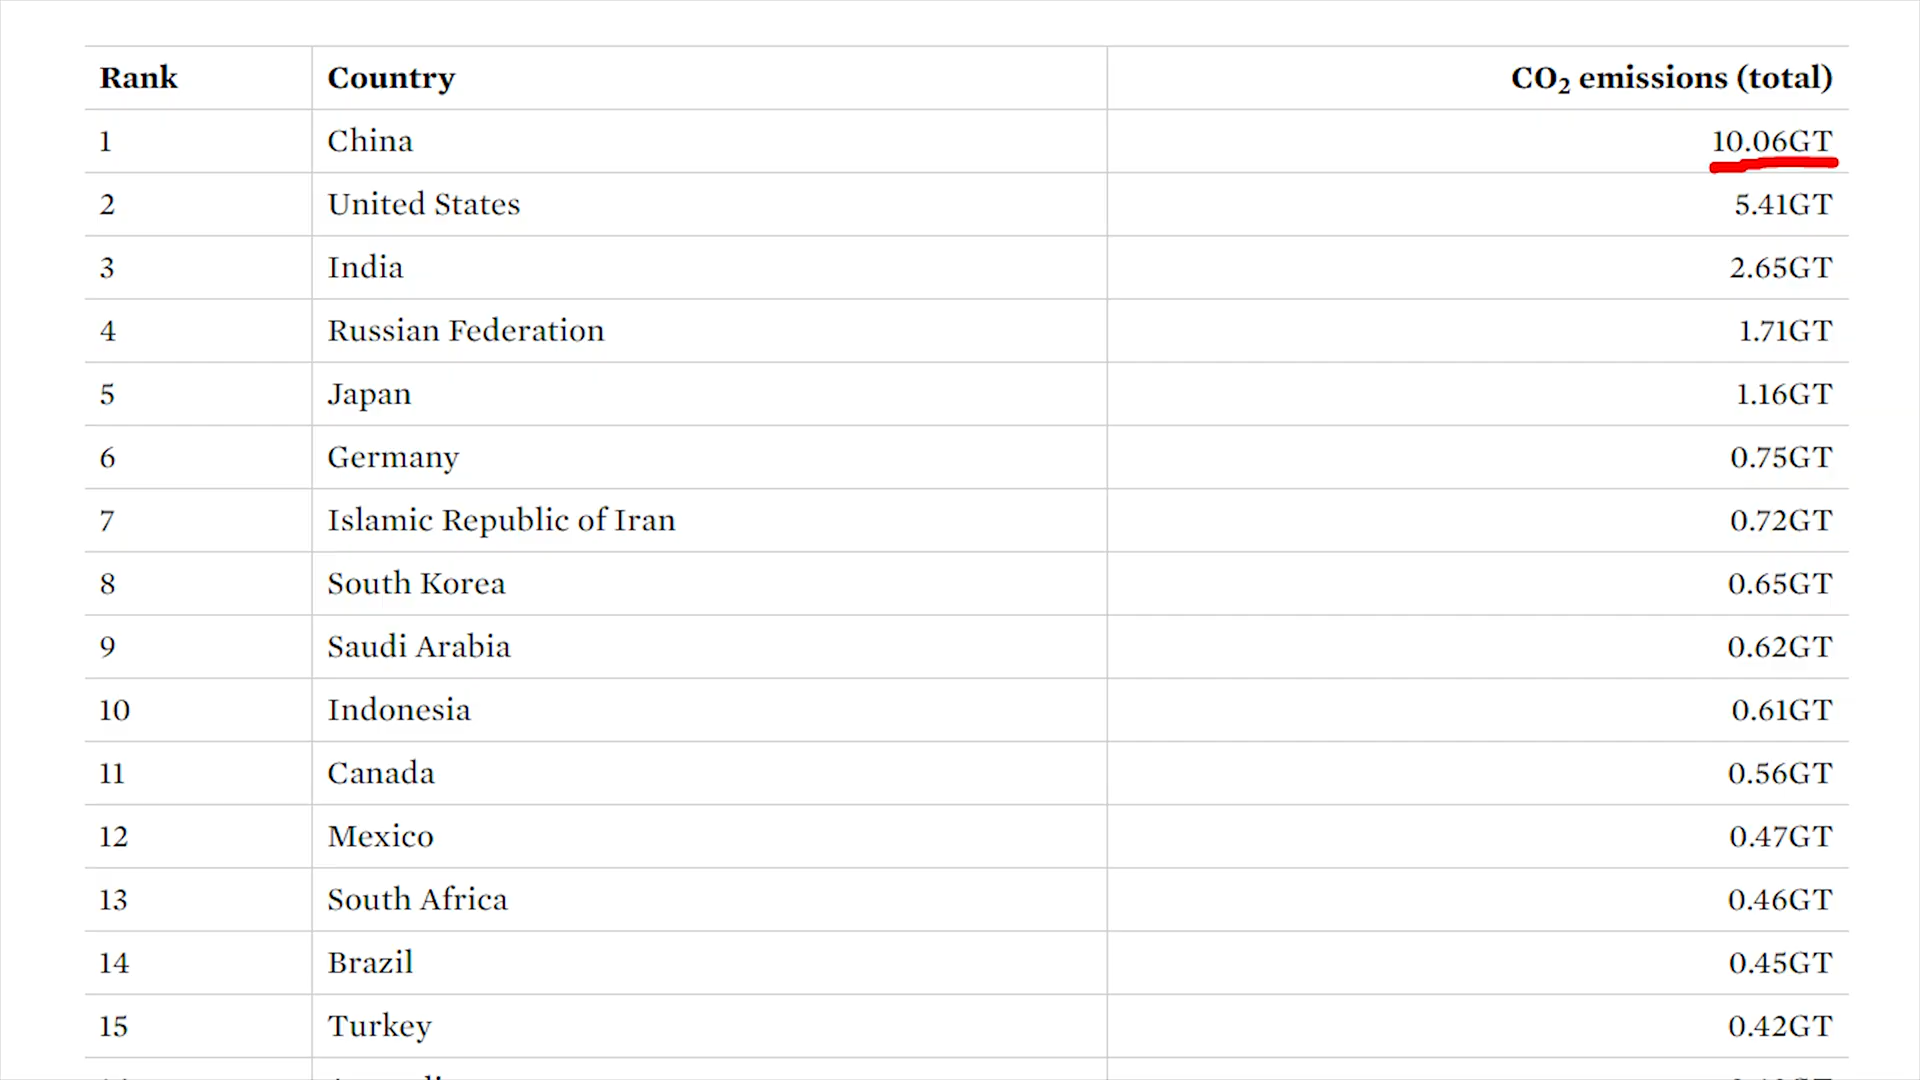 Rank Country CO₂ emissions (total)
1 China 10.06GT
2 United States 5.41GT
3 India 2.65GT
4 Russian Federation 1.71GT
5 Japan 1.16GT
6 Germany 0.75GT
7 Islamic Republic of Iran 0.72GT
8 South Korea 0.65GT
9 Saudi Arabia 0.62GT
10 Indonesia 0.61GT
11 Canada 0.56GT
12 Mexico 0.47GT
13 South Africa 0.46GT
14 Brazil 0.45GT
15 Turkey 0.42GT